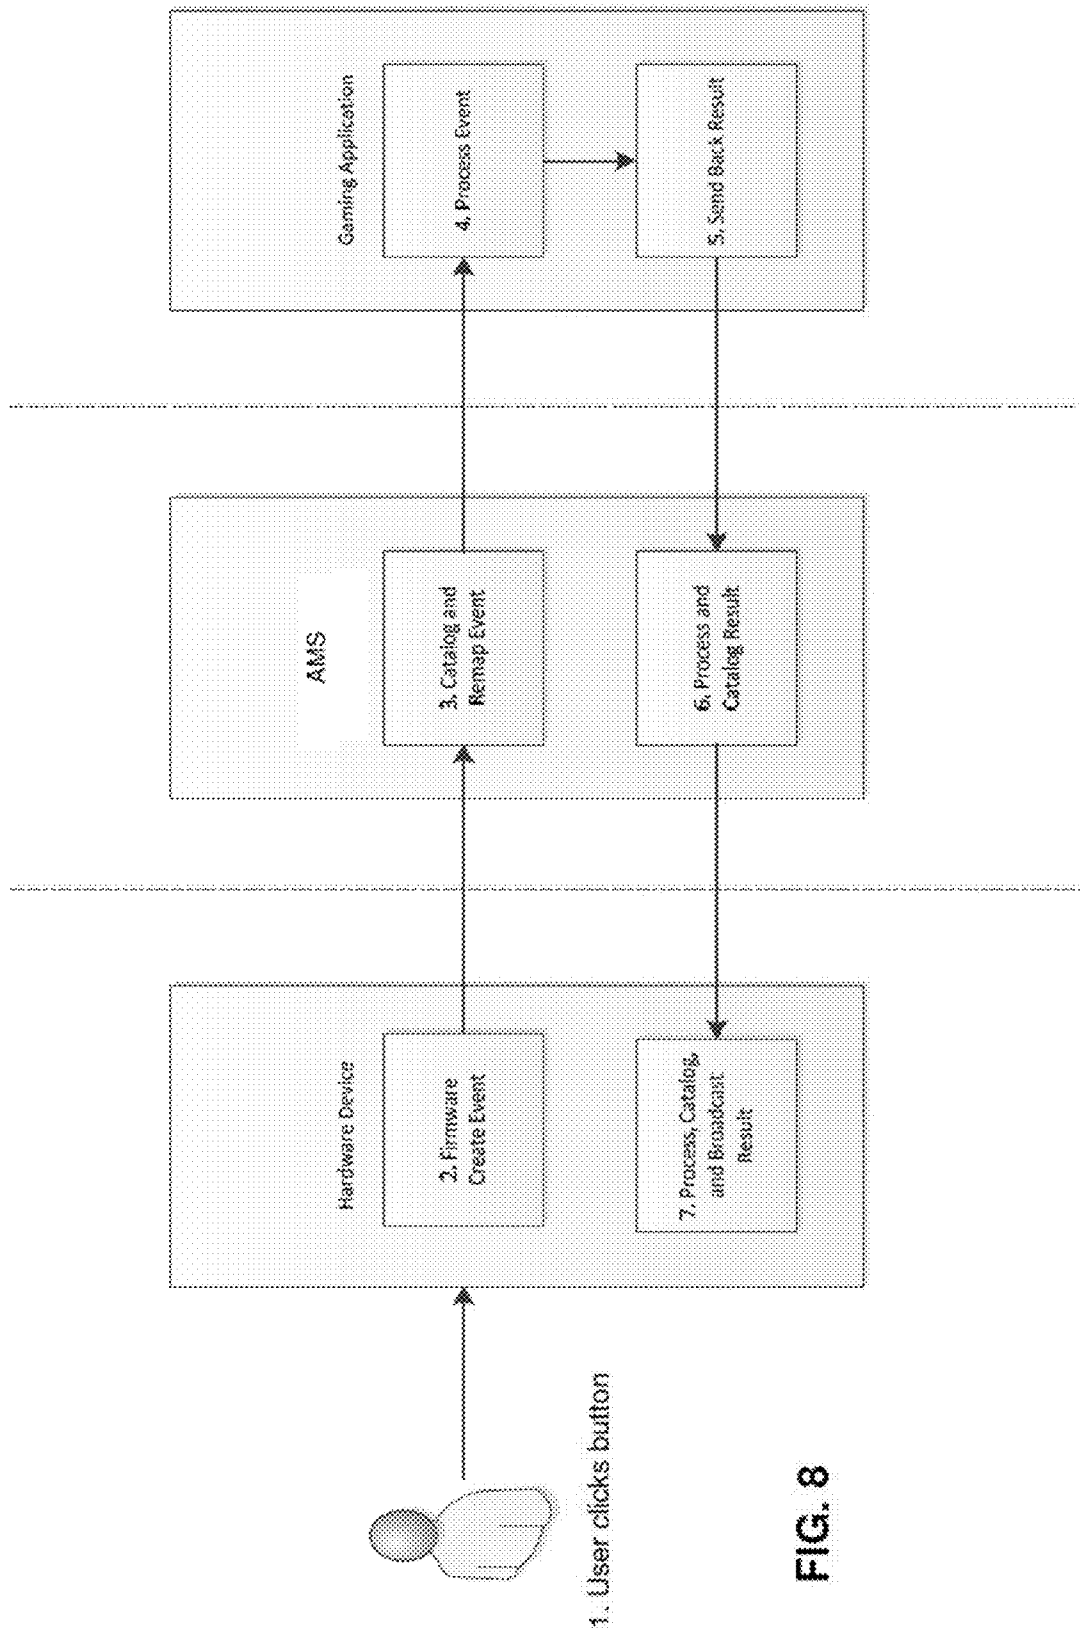 1. User clicks button
Hardware Device
2. Firmware
Create Event
AMS
3. Catalog and
Remap Event
Gaming Application
4. Process Event
5. Send Back Result
6. Process and
Catalog Result
7. Process, Catalog,
and Broadcast
Result
FIG. 8